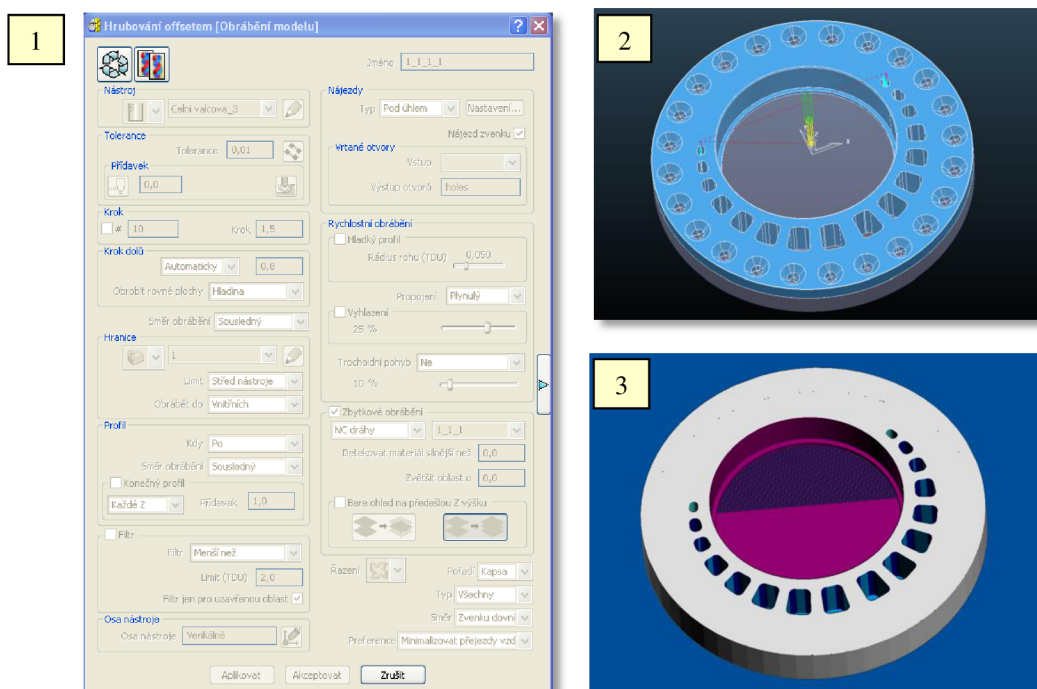 1
Hrubování offsetem [Obrábění modelu]
Jméno 1_1_1_1
Nástroj
Celni valcova_3
Tolerance
Tolerance 0,01
Přídavek
0,0
Krok
# 10 Krok 1,5
Krok dolů
Automaticky 0,8
Obrobit rovné plochy Hladina
Směr obrábění Sousledný
Hranice
1
Limit Střed nástroje
Obrábět do Vnitřních
Profil
Kdy Po
Směr obrábění Sousledný
Konečný profil
Každé Z Přídavek 1,0
Filtr
Filtr Menší než
Limit (TDU) 2,0
Filtr jen pro uzavřenou oblast
Osa nástroje
Osa nástroje Vertikálně
Nájezdy
Typ Pod úhlem Nastavení...
Nájezd zvenku
Vrtané otvory
Vstup
Výstup otvorů holes
Rychlostní obrábění
Hladký profil
Rádius rohu (TDU) 0,050
Propojení Plynulý
Vyhlazení
25 %
Trochoidní pohyb Ne
10 %
Zbytkové obrábění
NC dráhy 1_1_1
Detekovat materiál silnější než 0,0
Zvětšit oblast o 0,0
Bere ohled na předešlou Z výšku
Řazení Pořadí Kapsa
Typ Všechny
Směr Zvenku dovni
Preference Minimalizovat přejezdy vzd
Aplikovat Akceptovat Zrušit
2
X
3